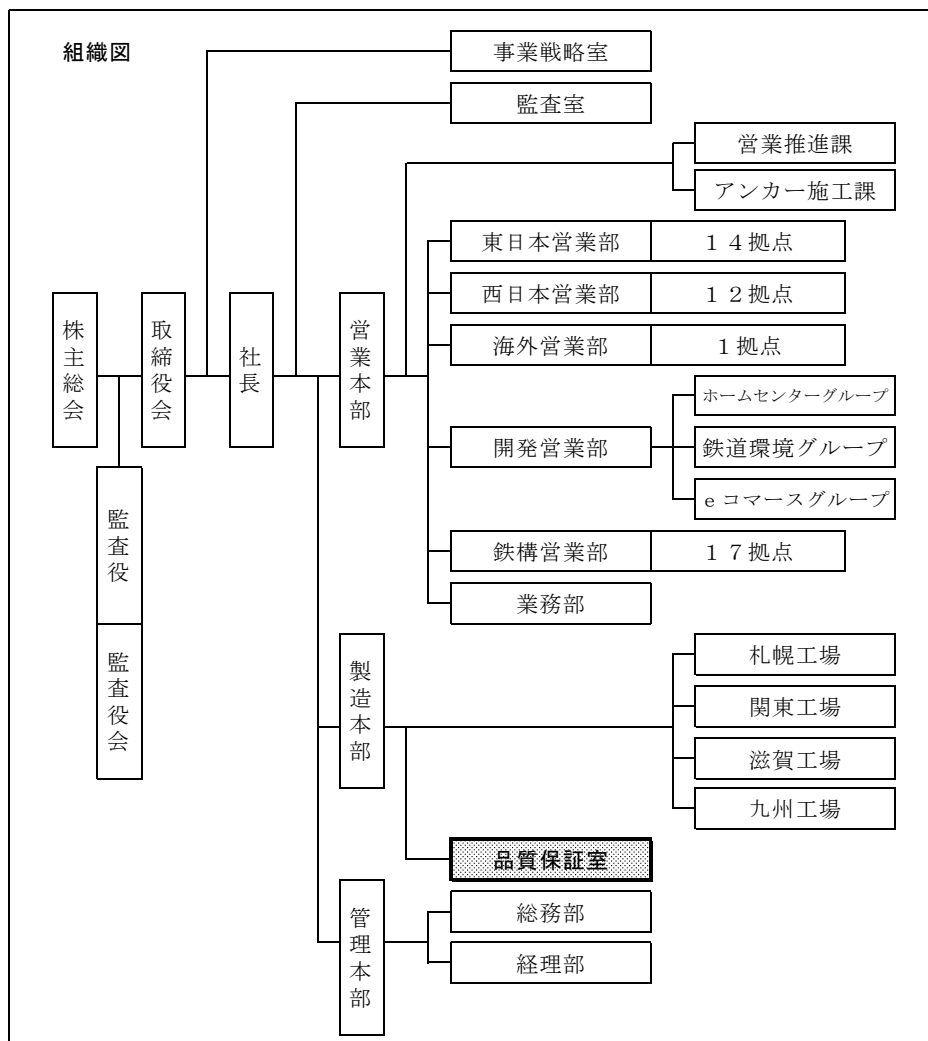 組織図
事業戦略室
監査室
営業推進課
アンカー施工課
東日本営業部
１４拠点
西日本営業部
１２拠点
海外営業部
１拠点
株主総会
取締役会
社長
営業本部
ホームセンターグループ
開発営業部
鉄道環境グループ
ｅコマースグループ
監査役
鉄構営業部
１７拠点
業務部
監査役会
製造本部
札幌工場
関東工場
滋賀工場
九州工場
品質保証室
管理本部
総務部
経理部